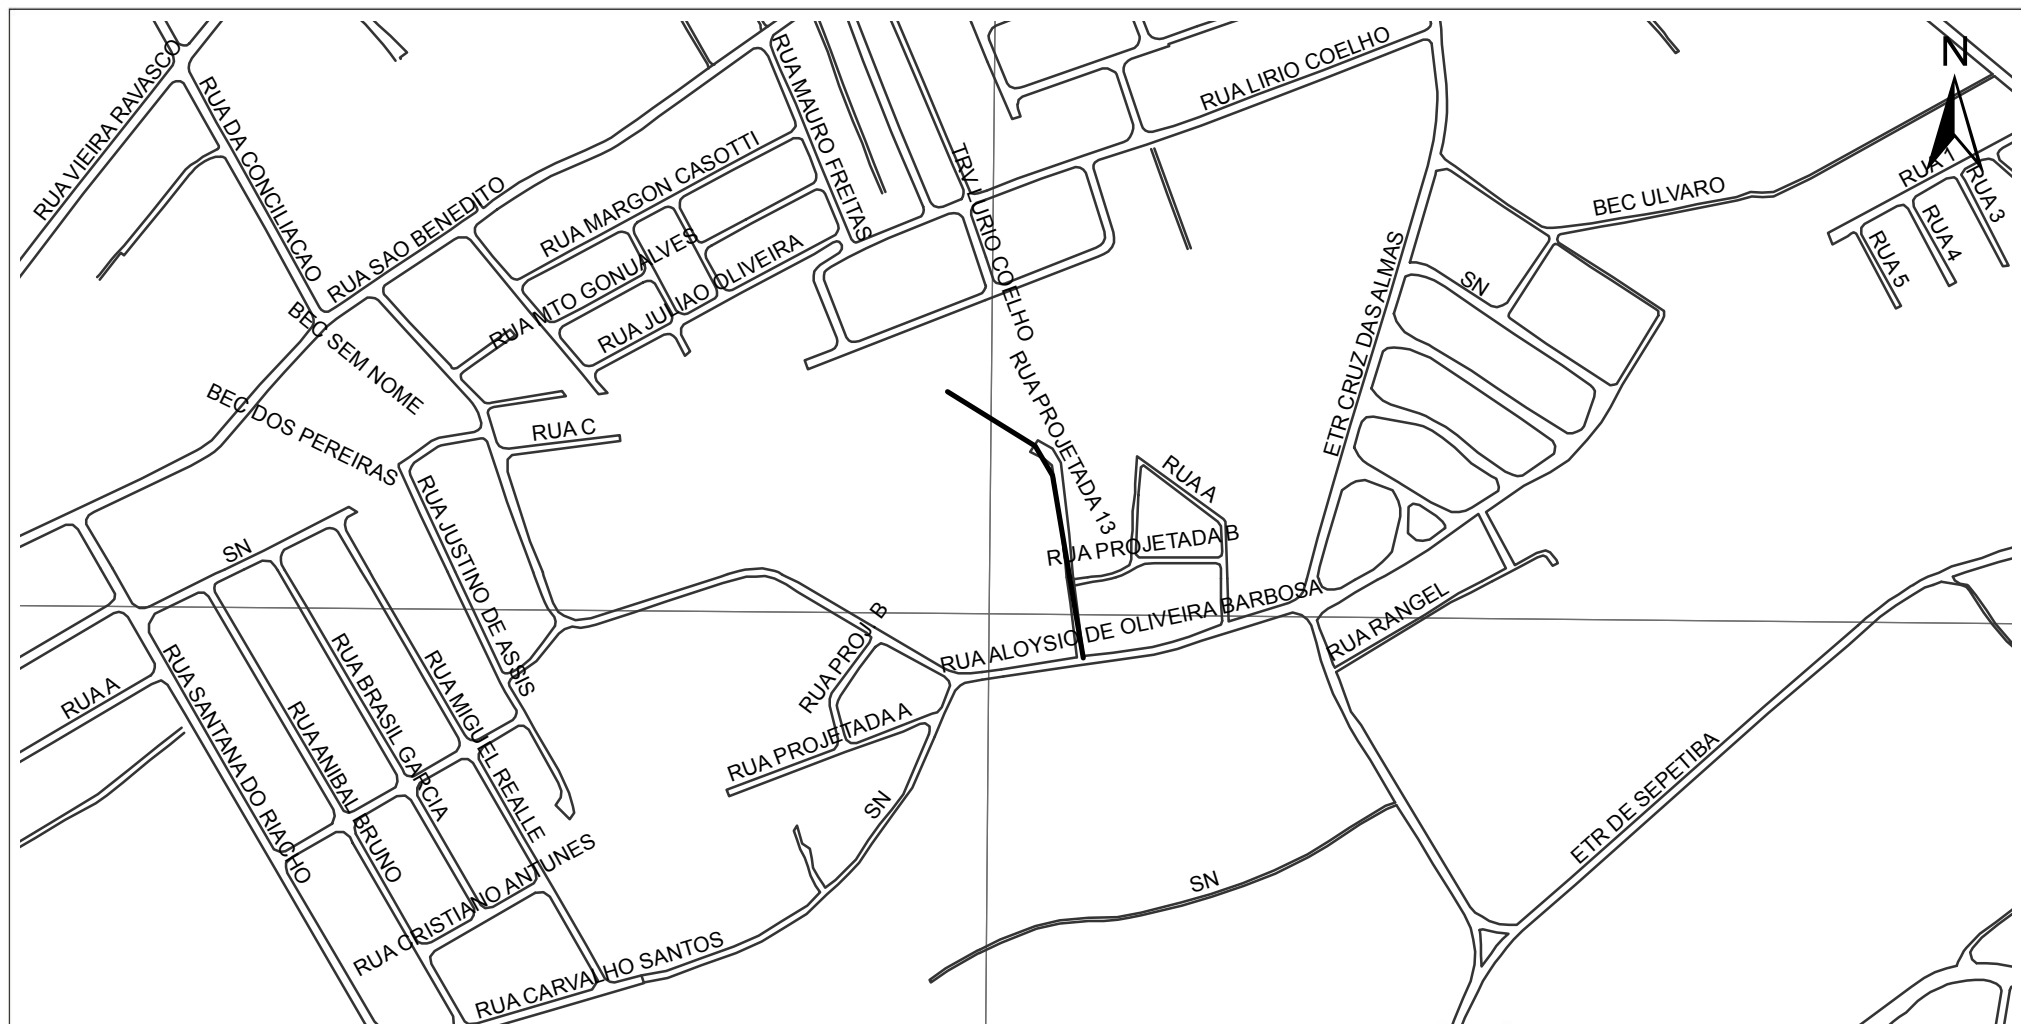 N
RUA VIEIRA RAVASCO
RUA DA CONCILIACAO
RUA SAO BENEDITO
RUA MARGON CASOTTI
RUA MAURO FREITAS
TRV LURIO COELHO
RUA LIRIO COELHO
BEC ULVARO
RUA 1
RUA 3
RUA 4
RUA 5
RUA MTO GONUALVES
RUA JULIAO OLIVEIRA
BEC SEM NOME
BEC DOS PEREIRAS
RUA C
RUA PROJETADA 13
ETR CRUZ DAS ALMAS
SN
RUA A
RUA PROJETADA B
RUA JUSTINO DE ASSIS
SN
RUA ALOYSIO DE OLIVEIRA BARBOSA
RUA RANGEL
RUA PROJ B
RUA A
RUA SANTANA DO RIACHO
RUA ANIBAL BRUNO
RUA BRASIL GARCIA
RUA MIGUEL REALLE
RUA PROJETADA A
SN
ETR DE SEPETIBA
SN
RUA CRISTIANO ANTUNES
RUA CARVALHO SANTOS